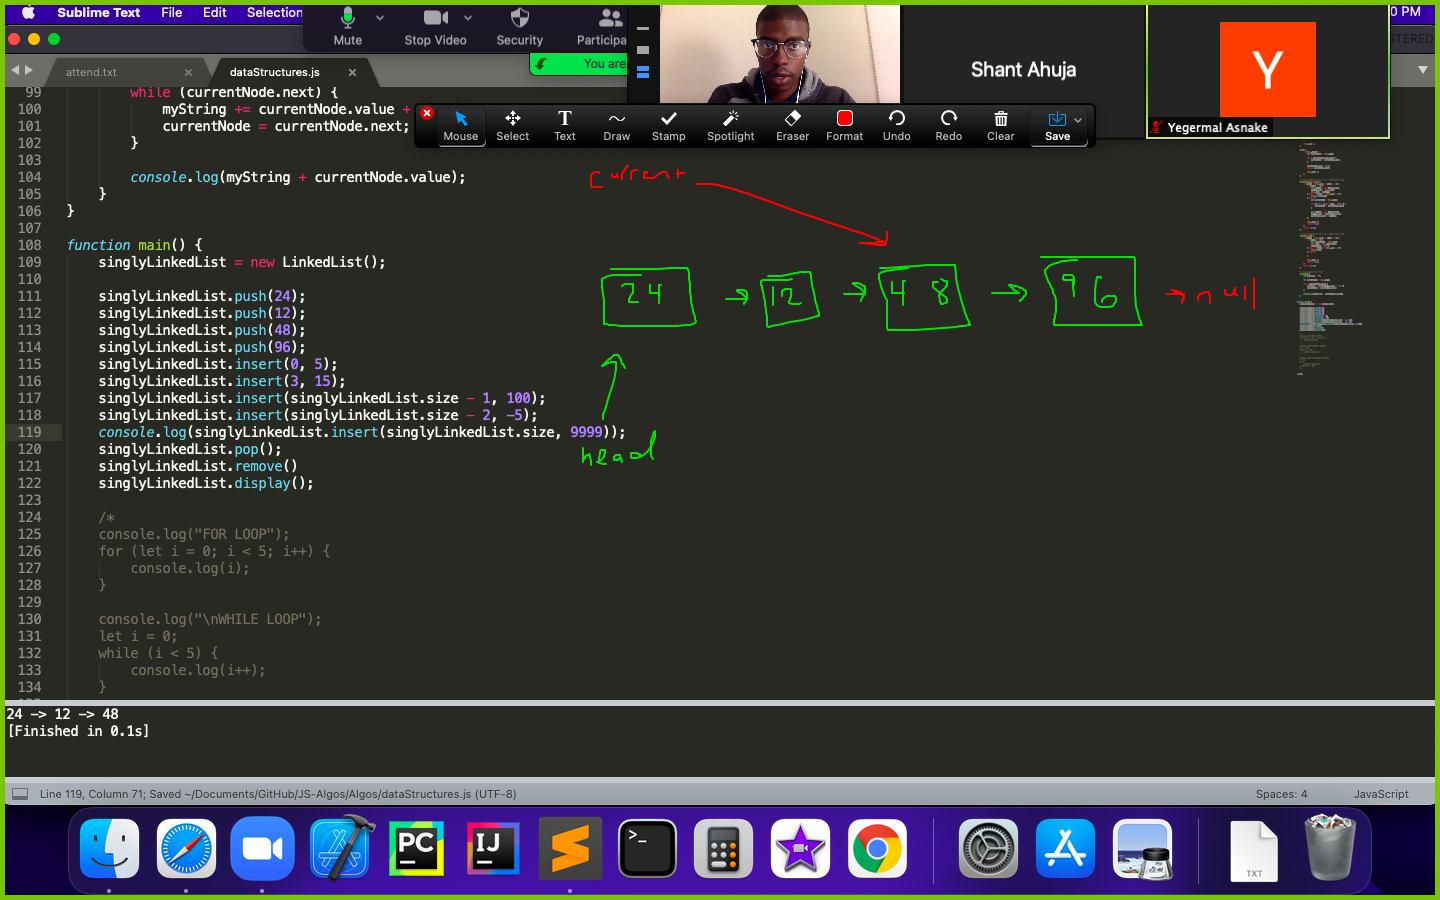 Sublime Text File Edit Selection
0 PM
Mute Stop Video Security Participa
STERED
You are
attend.txt dataStructures.js
Shant Ahuja
Y
Yegermal Asnake
Mouse Select Text Draw Stamp Spotlight Eraser Format Undo Redo Clear Save
99 while (currentNode.next) {
100 myString += currentNode.value +
101 currentNode = currentNode.next;
102 }
103
104 console.log(myString + currentNode.value);
105 }
106 }
107
108 function main() {
109 singlyLinkedList = new LinkedList();
110
111 singlyLinkedList.push(24);
112 singlyLinkedList.push(12);
113 singlyLinkedList.push(48);
114 singlyLinkedList.push(96);
115 singlyLinkedList.insert(0, 5);
116 singlyLinkedList.insert(3, 15);
117 singlyLinkedList.insert(singlyLinkedList.size - 1, 100);
118 singlyLinkedList.insert(singlyLinkedList.size - 2, -5);
119 console.log(singlyLinkedList.insert(singlyLinkedList.size, 9999));
120 singlyLinkedList.pop();
121 singlyLinkedList.remove()
122 singlyLinkedList.display();
123
124 /*
125 console.log("FOR LOOP");
126 for (let i = 0; i < 5; i++) {
127 console.log(i);
128 }
129
130 console.log("\nWHILE LOOP");
131 let i = 0;
132 while (i < 5) {
133 console.log(i++);
134 }
current
24 → 12 → 48 → 96 → null
head
24 -> 12 -> 48
[Finished in 0.1s]
Line 119, Column 71; Saved ~/Documents/GitHub/JS-Algos/Algos/dataStructures.js (UTF-8) Spaces: 4 JavaScript
PC IJ >_ TXT